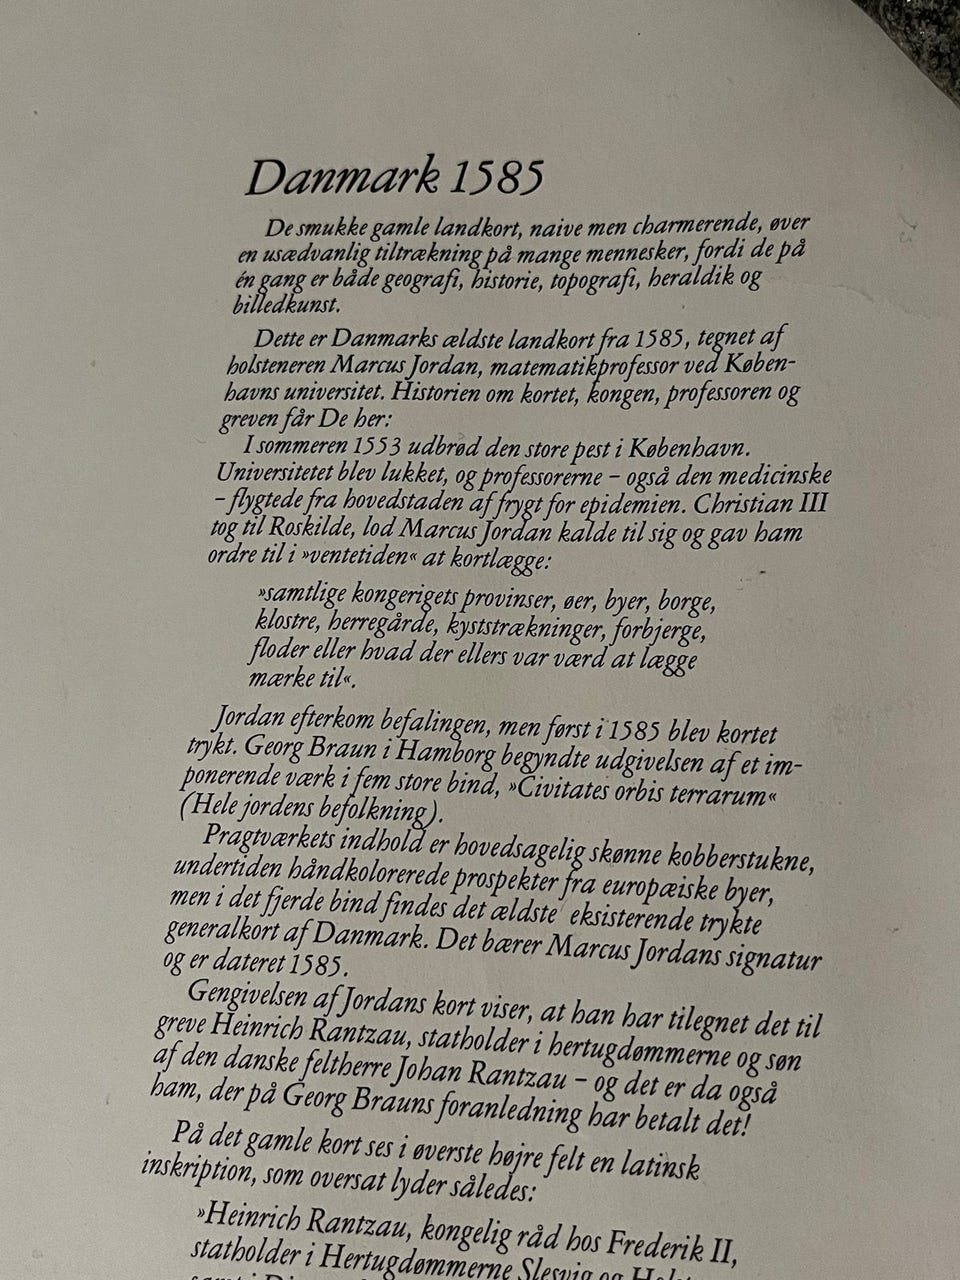 Danmark 1585
De smukke gamle landkort, naive men charmerende, øver
en usædvanlig tiltrækning på mange mennesker, fordi de på
én gang er både geografi, historie, topografi, heraldik og
billedkunst.
Dette er Danmarks ældste landkort fra 1585, tegnet af
holsteneren Marcus Jordan, matematikprofessor ved Køben-
havns universitet. Historien om kortet, kongen, professoren og
greven får De her:
I sommeren 1553 udbrød den store pest i København.
Universitetet blev lukket, og professorerne – også den medicinske
– flygtede fra hovedstaden af frygt for epidemien. Christian III
tog til Roskilde, lod Marcus Jordan kalde til sig og gav ham
ordre til i »ventetiden« at kortlægge:
»samtlige kongerigets provinser, øer, byer, borge,
klostre, herregårde, kyststrækninger, forbjerge,
floder eller hvad der ellers var værd at lægge
mærke til«.
Jordan efterkom befalingen, men først i 1585 blev kortet
trykt. Georg Braun i Hamborg begyndte udgivelsen af et im-
ponerende værk i fem store bind, »Civitates orbis terrarum«
(Hele jordens befolkning).
Pragtværkets indhold er hovedsagelig skønne kobberstukne,
undertiden håndkolorerede prospekter fra europæiske byer,
men i det fjerde bind findes det ældste eksisterende trykte
generalkort af Danmark. Det bærer Marcus Jordans signatur
og er dateret 1585.
Gengivelsen af Jordans kort viser, at han har tilegnet det til
greve Heinrich Rantzau, statholder i hertugdømmerne og søn
af den danske feltherre Johan Rantzau – og det er da også
ham, der på Georg Brauns foranledning har betalt det!
På det gamle kort ses i øverste højre felt en latinsk
inskription, som oversat lyder således:
»Heinrich Rantzau, kongelig råd hos Frederik II,
statholder i Hertugdømmerne Slesvig og